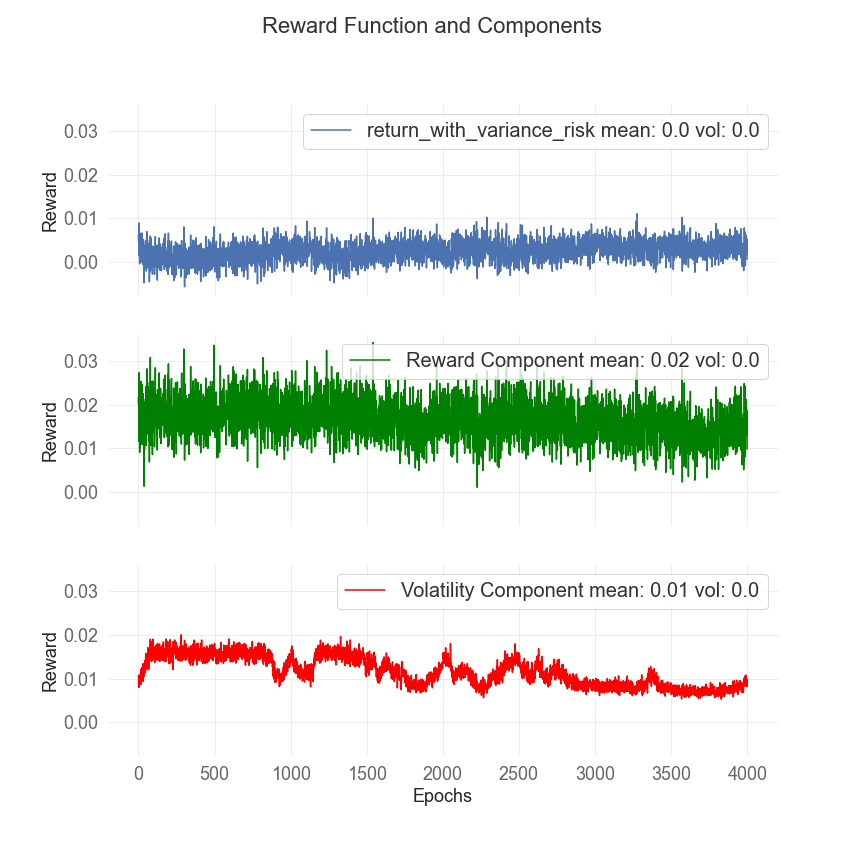 Reward Function and Components
return_with_variance_risk mean: 0.0 vol: 0.0
0.03
0.02
0.01
0.00
Reward
Reward Component mean: 0.02 vol: 0.0
0.03
0.02
0.01
0.00
Reward
Volatility Component mean: 0.01 vol: 0.0
0.03
0.02
0.01
0.00
Reward
0 500 1000 1500 2000 2500 3000 3500 4000
Epochs